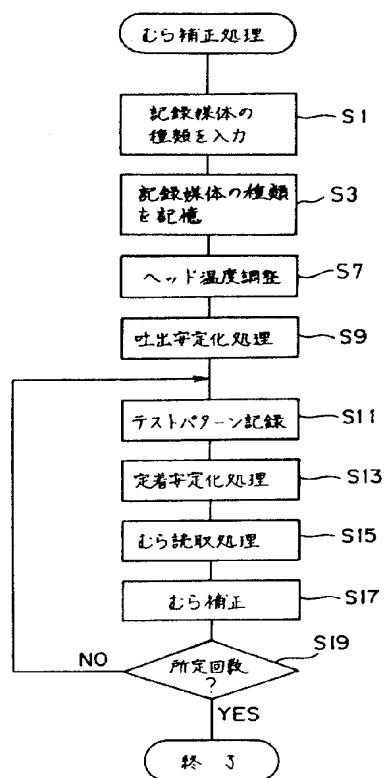 むら補正処理
記録媒体の
種類を入力
S1
記録媒体の種類
を記憶
S3
ヘッド温度調整
S7
吐出安定化処理
S9
テストパターン記録
S11
定着安定化処理
S13
むら読取処理
S15
むら補正
S17
所定回数
?
S19
NO
YES
終了